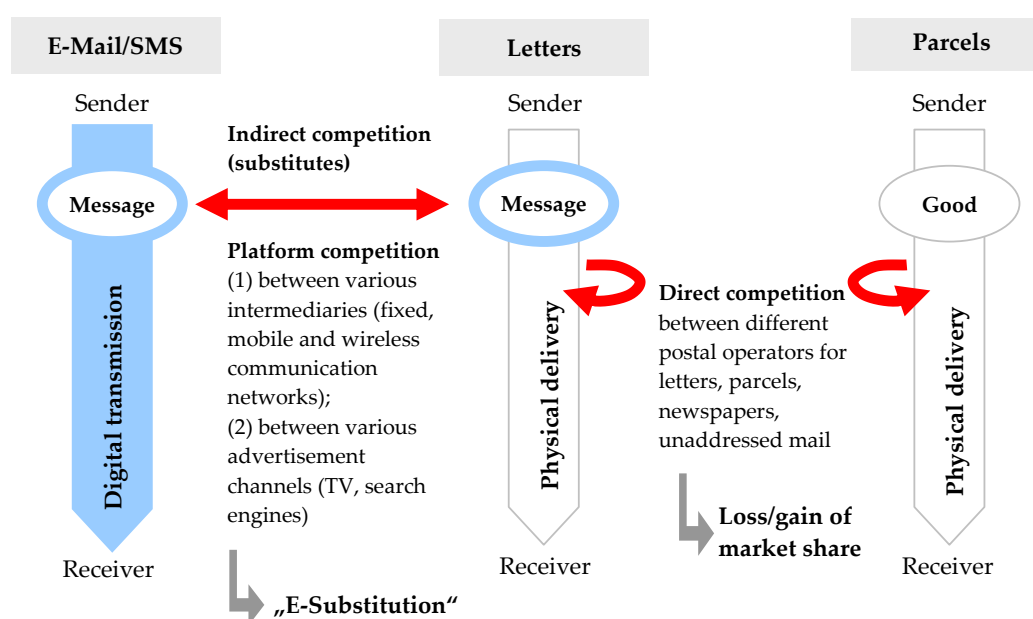 E-Mail/SMS
Letters
Parcels
Sender
Sender
Sender
Indirect competition
(substitutes)
Message
Message
Good
Platform competition
(1) between various
intermediaries (fixed,
mobile and wireless
communication
networks);
(2) between various
advertisement
channels (TV, search
engines)
Direct competition
between different
postal operators for
letters, parcels,
newspapers,
unaddressed mail
Digital transmission
Physical delivery
Physical delivery
Loss/gain of
market share
Receiver
Receiver
Receiver
„E-Substitution“